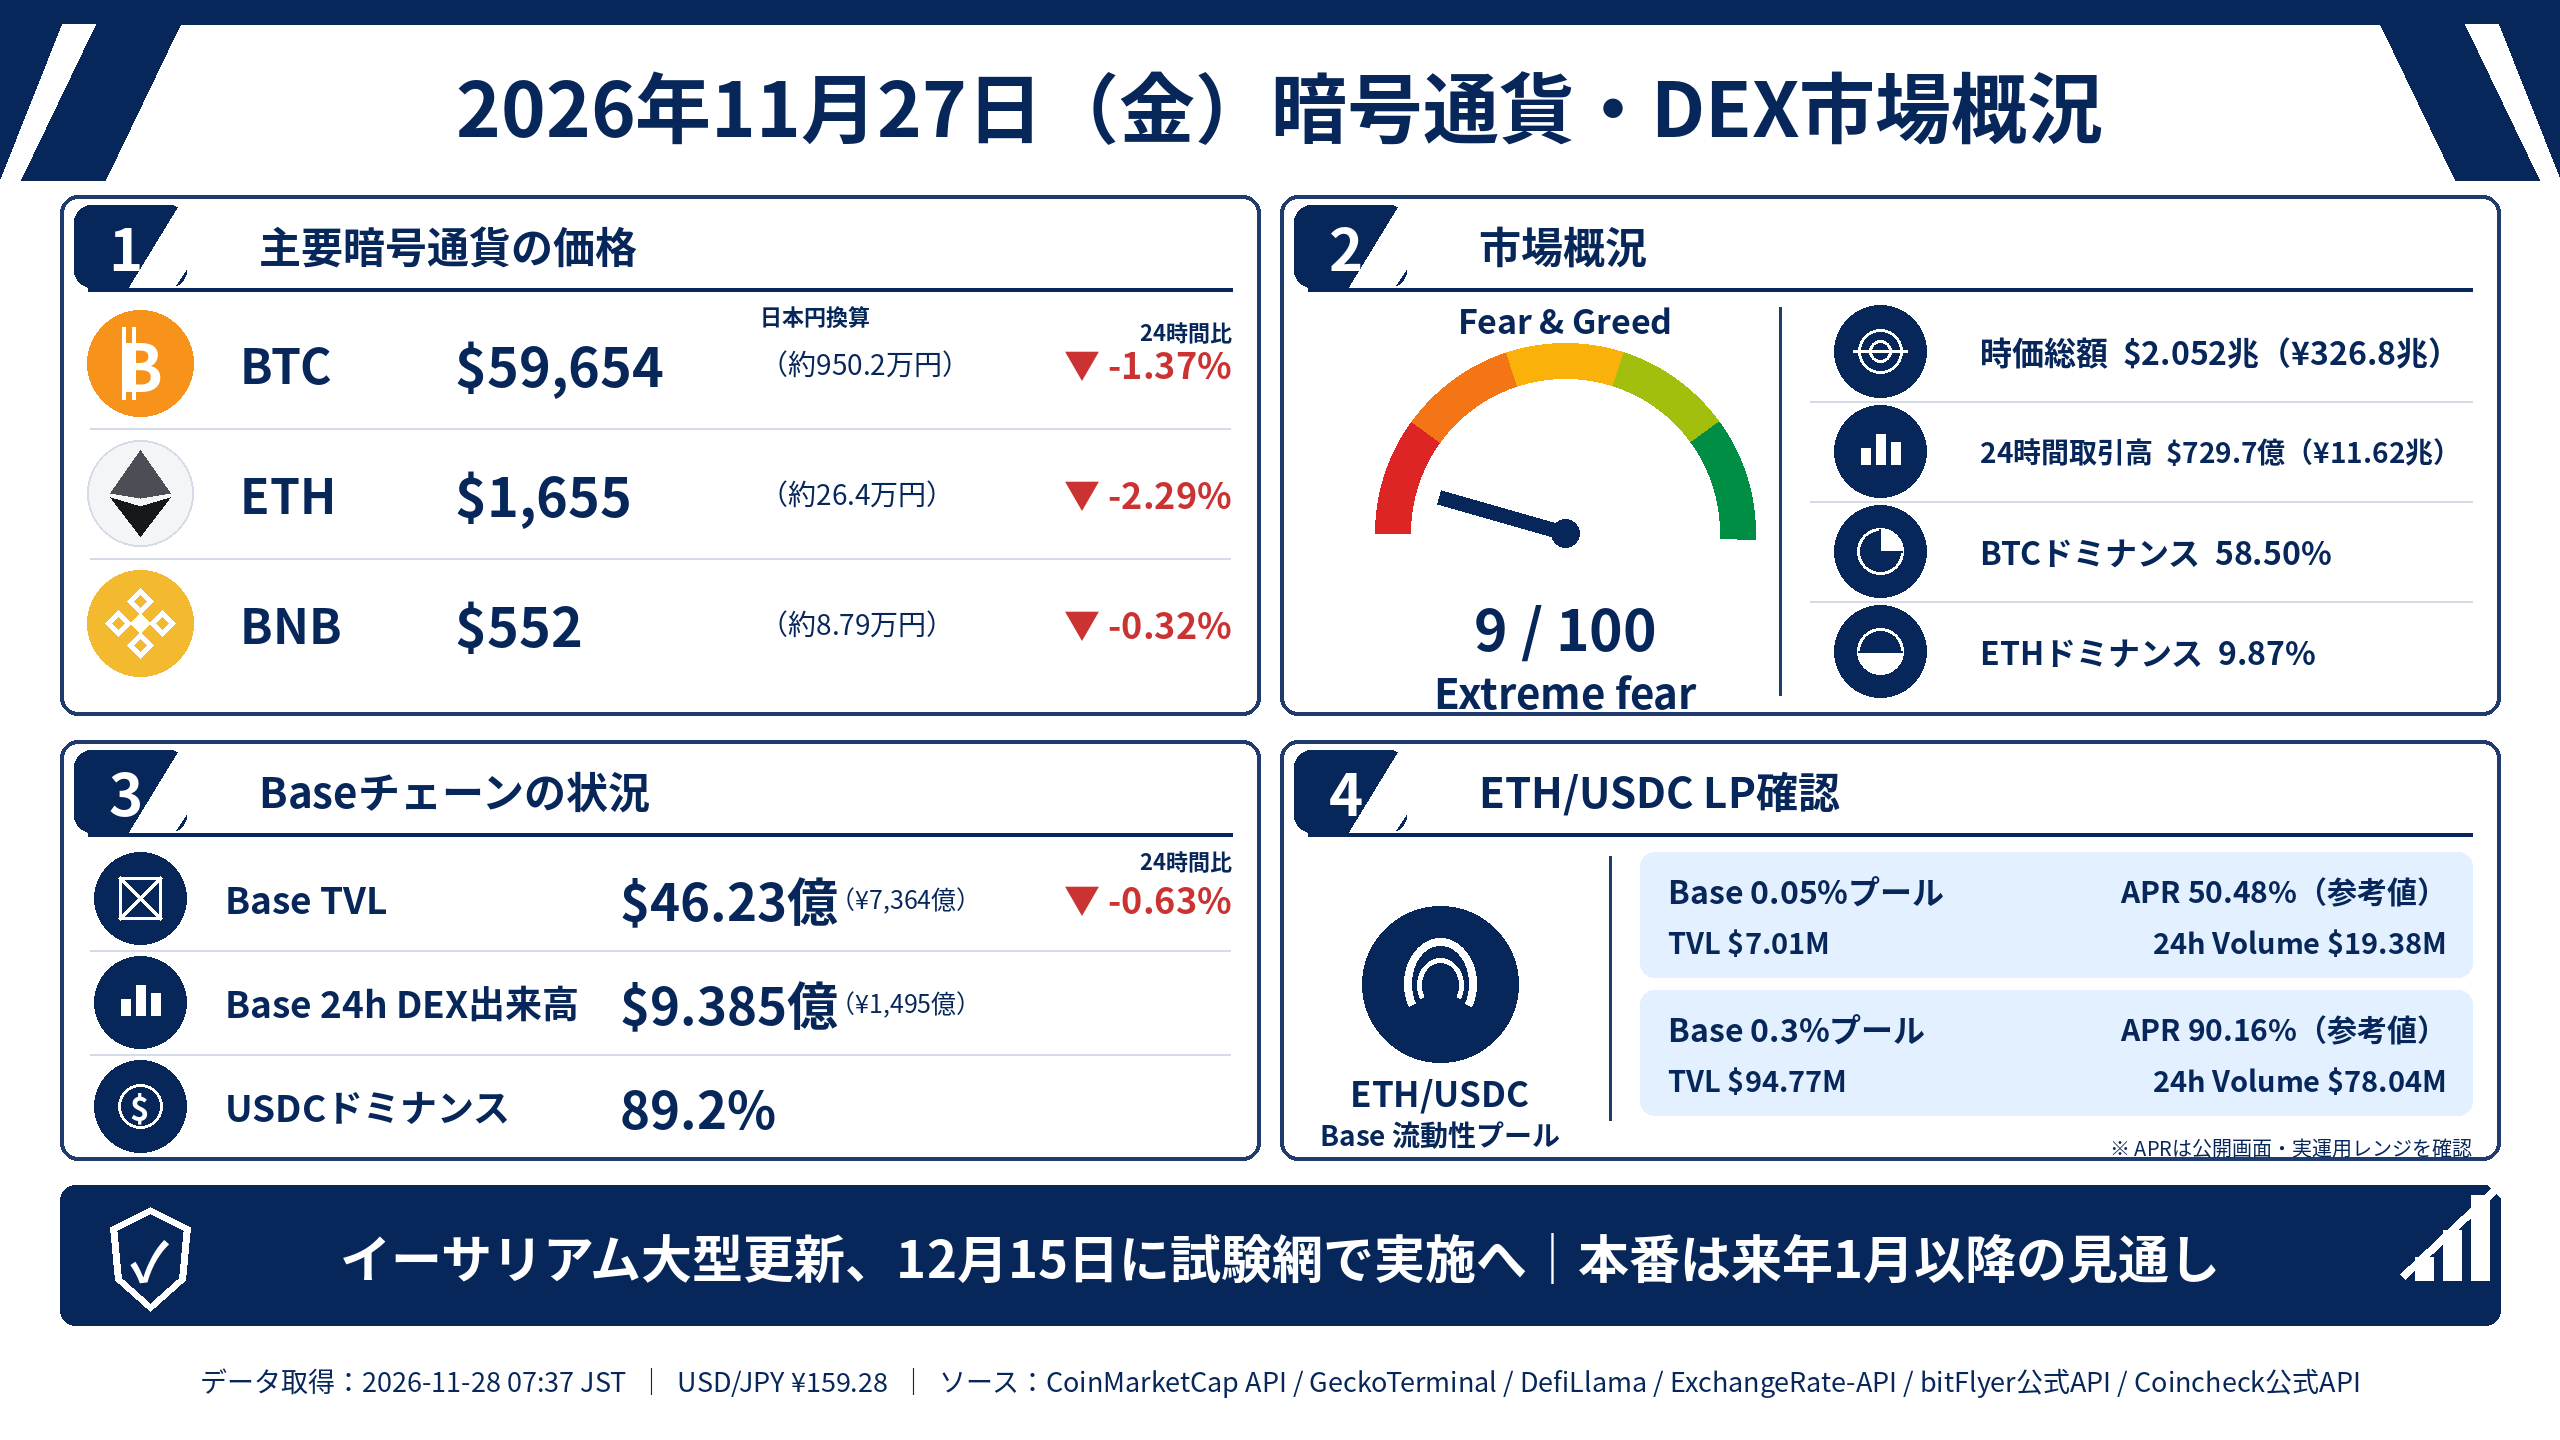 2026年11月27日（金）暗号通貨・DEX市場概況
1 主要暗号通貨の価格
日本円換算
24時間比
BTC $59,654 （約950.2万円） ▼ -1.37%
ETH $1,655 （約26.4万円） ▼ -2.29%
BNB $552 （約8.79万円） ▼ -0.32%
2 市場概況
Fear & Greed
9 / 100
Extreme fear
時価総額 $2.052兆（¥326.8兆）
24時間取引高 $729.7億（¥11.62兆）
BTCドミナンス 58.50%
ETHドミナンス 9.87%
3 Baseチェーンの状況
24時間比
Base TVL $46.23億（¥7,364億） ▼ -0.63%
Base 24h DEX出来高 $9.385億（¥1,495億）
$ USDCドミナンス 89.2%
4 ETH/USDC LP確認
ETH/USDC
Base 流動性プール
Base 0.05%プール APR 50.48%（参考値）
TVL $7.01M 24h Volume $19.38M
Base 0.3%プール APR 90.16%（参考値）
TVL $94.77M 24h Volume $78.04M
※ APRは公開画面・実運用レンジを確認
イーサリアム大型更新、12月15日に試験網で実施へ｜本番は来年1月以降の見通し
データ取得：2026-11-28 07:37 JST ｜ USD/JPY ¥159.28 ｜ ソース：CoinMarketCap API / GeckoTerminal / DefiLlama / ExchangeRate-API / bitFlyer公式API / Coincheck公式API